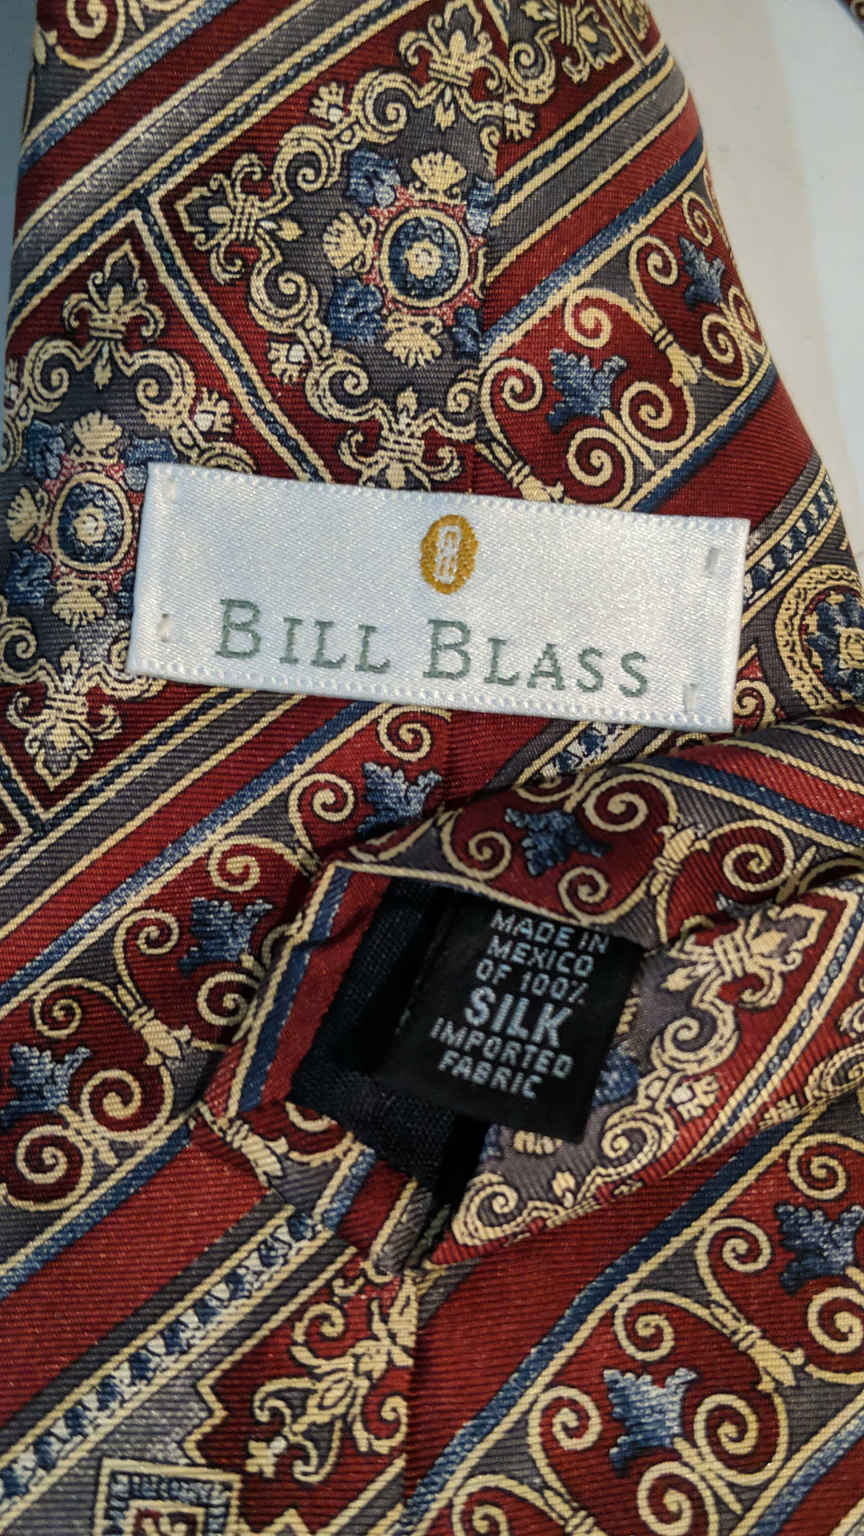 BILL BLASS
MADE IN
MEXICO
OF 100%
SILK
IMPORTED
FABRIC